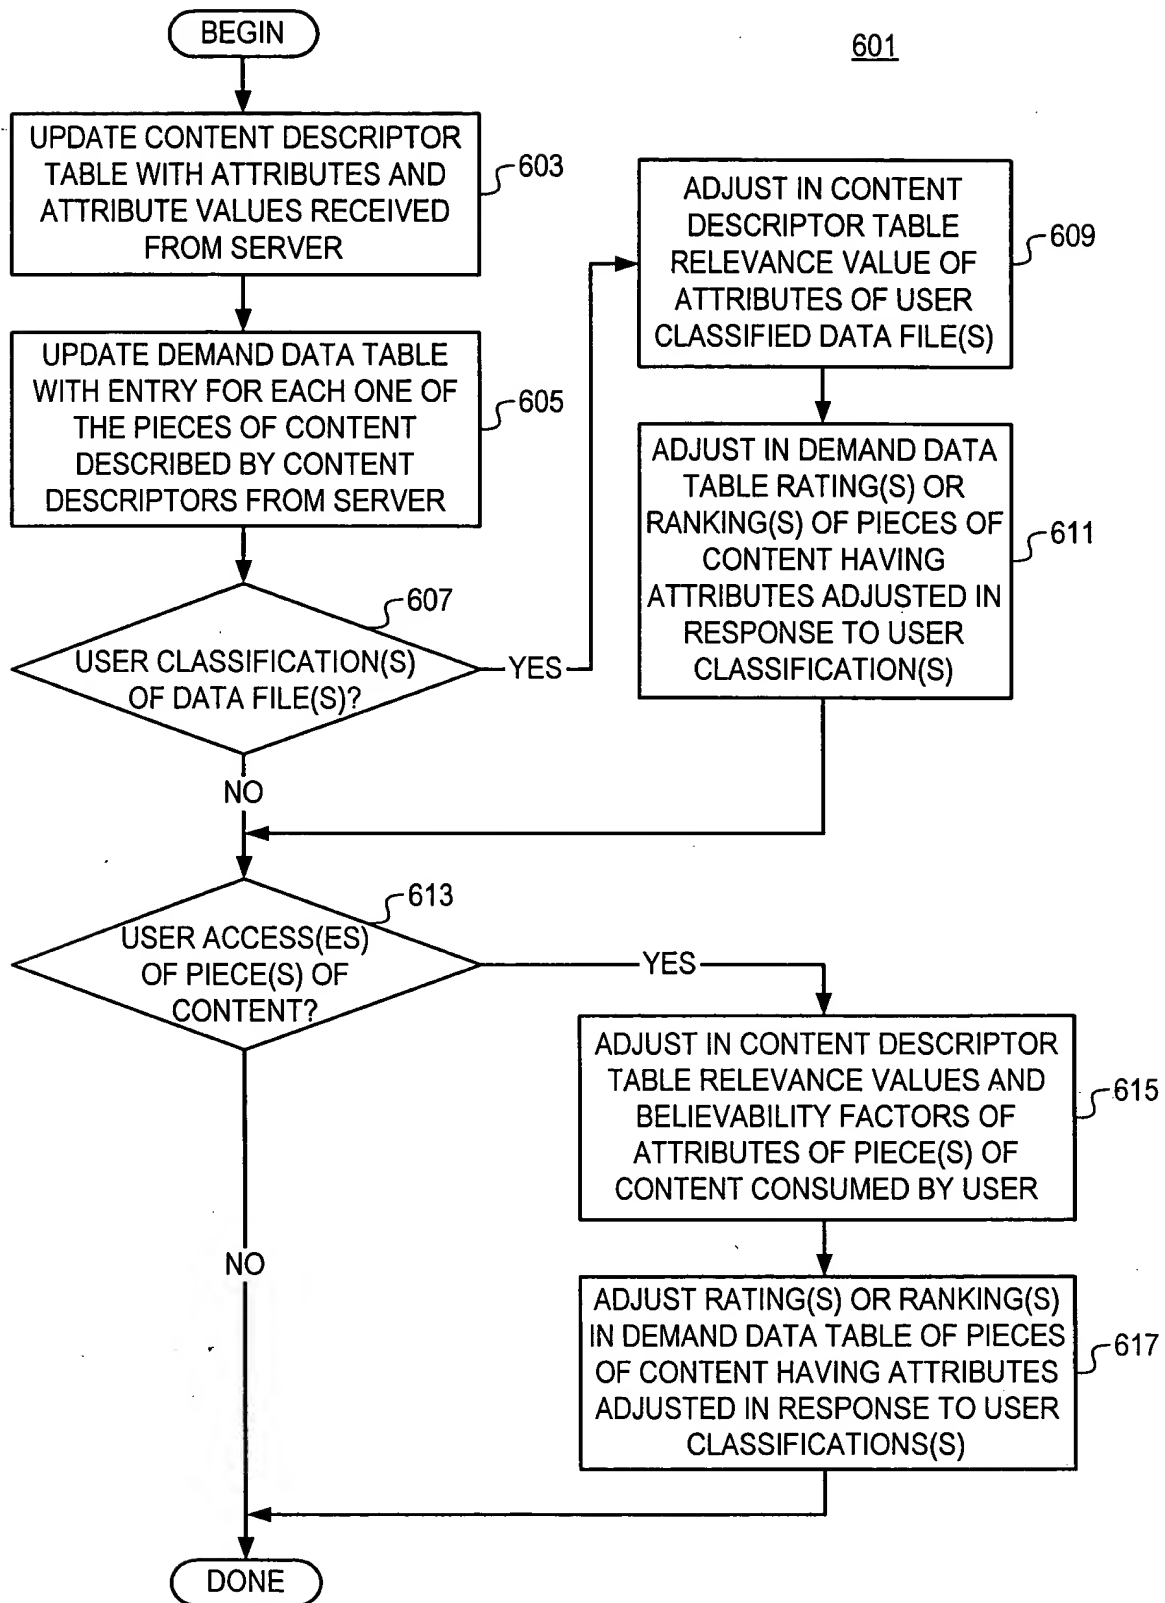 BEGIN
601
UPDATE CONTENT DESCRIPTOR
TABLE WITH ATTRIBUTES AND
ATTRIBUTE VALUES RECEIVED
FROM SERVER
603
UPDATE DEMAND DATA TABLE
WITH ENTRY FOR EACH ONE OF
THE PIECES OF CONTENT
DESCRIBED BY CONTENT
DESCRIPTORS FROM SERVER
605
607
USER CLASSIFICATION(S)
OF DATA FILE(S)?
YES
NO
ADJUST IN CONTENT
DESCRIPTOR TABLE
RELEVANCE VALUE OF
ATTRIBUTES OF USER
CLASSIFIED DATA FILE(S)
609
ADJUST IN DEMAND DATA
TABLE RATING(S) OR
RANKING(S) OF PIECES OF
CONTENT HAVING
ATTRIBUTES ADJUSTED IN
RESPONSE TO USER
CLASSIFICATION(S)
611
613
USER ACCESS(ES)
OF PIECE(S) OF
CONTENT?
YES
NO
ADJUST IN CONTENT DESCRIPTOR
TABLE RELEVANCE VALUES AND
BELIEVABILITY FACTORS OF
ATTRIBUTES OF PIECE(S) OF
CONTENT CONSUMED BY USER
615
ADJUST RATING(S) OR RANKING(S)
IN DEMAND DATA TABLE OF PIECES
OF CONTENT HAVING ATTRIBUTES
ADJUSTED IN RESPONSE TO USER
CLASSIFICATIONS(S)
617
DONE